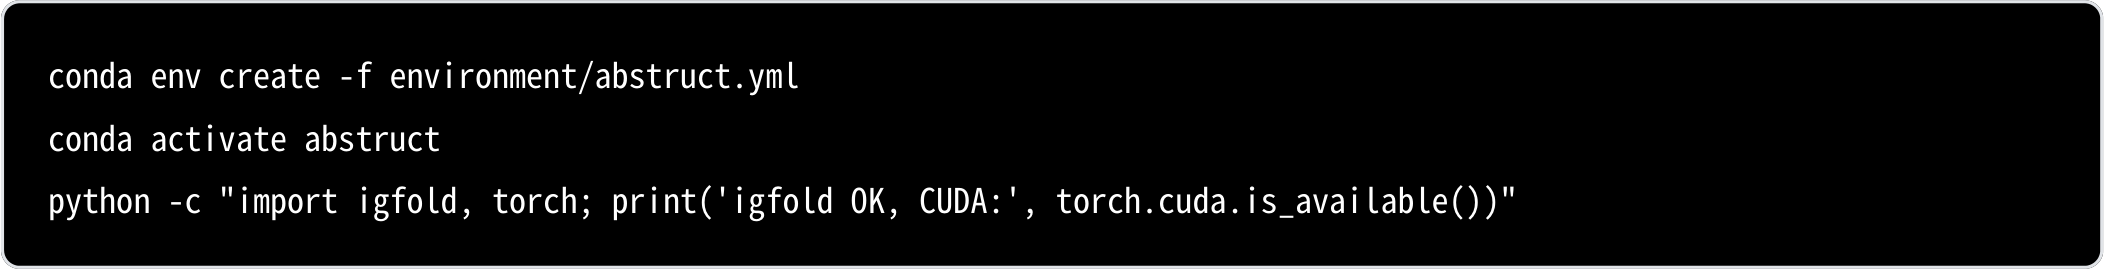 conda env create -f environment/abstruct.yml
conda activate abstruct
python -c "import igfold, torch; print('igfold OK, CUDA:', torch.cuda.is_available())"